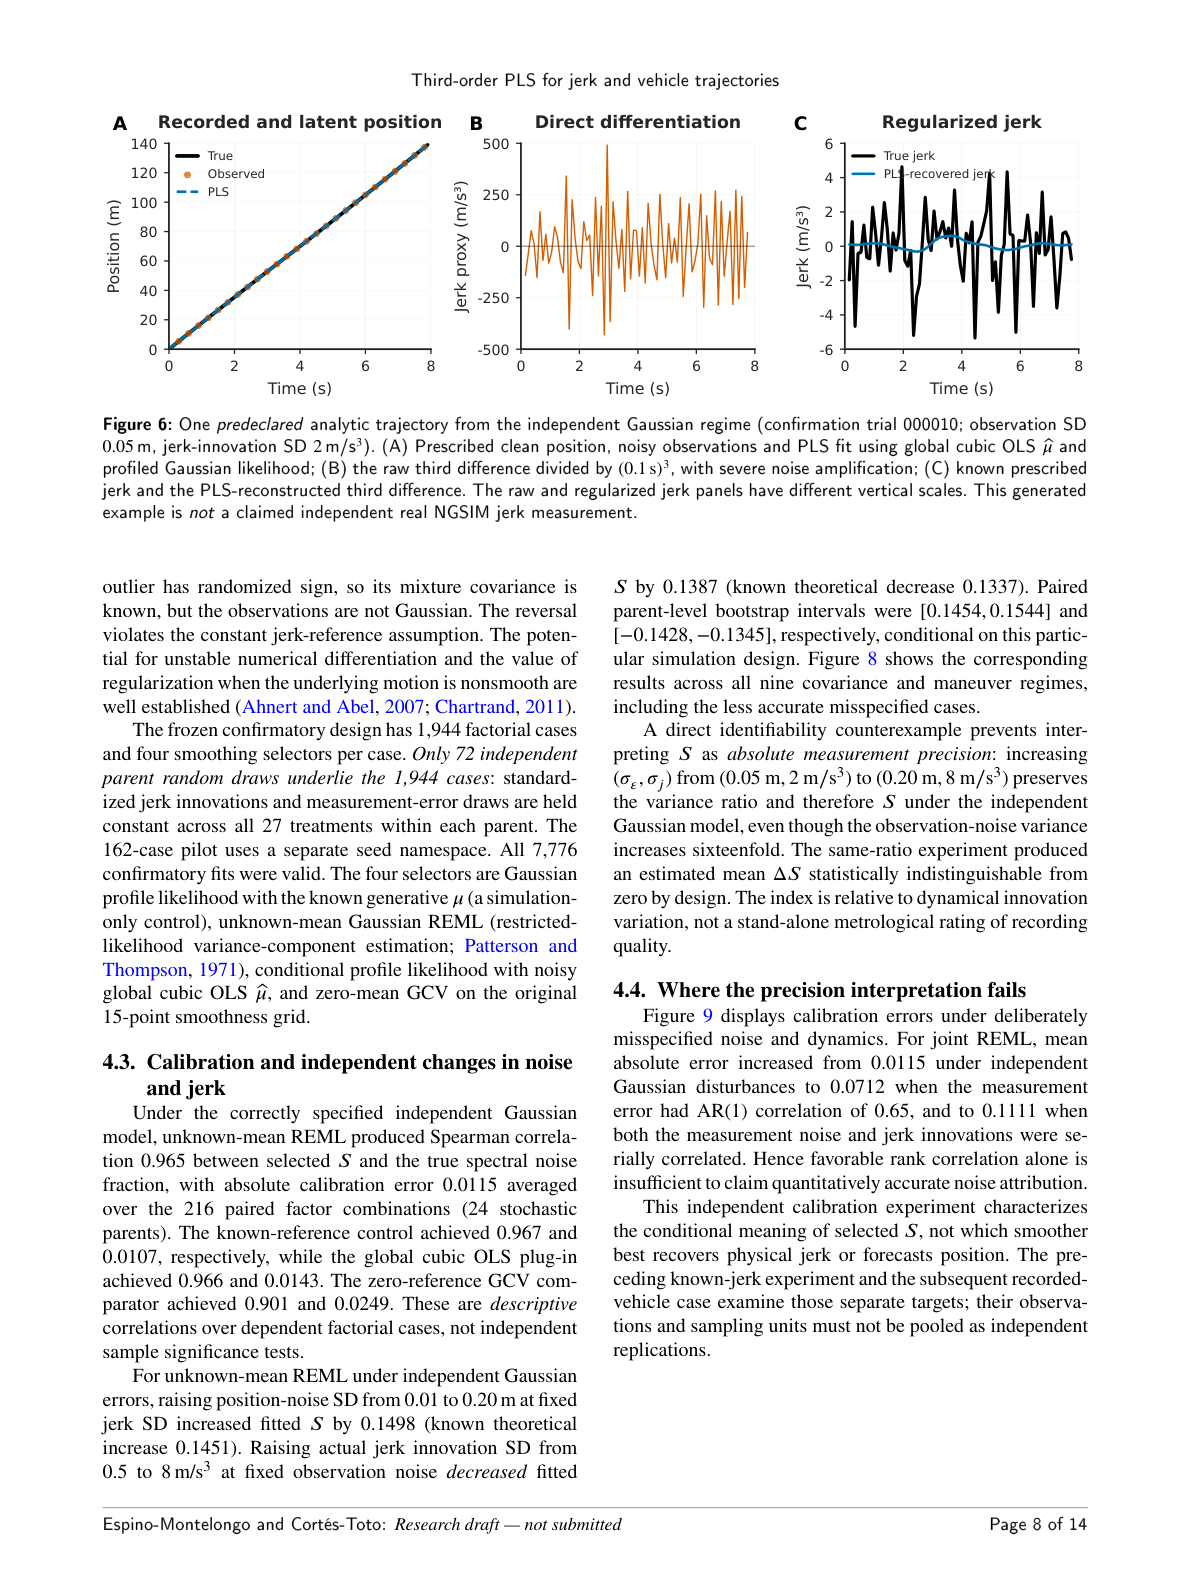 Third-order PLS for jerk and vehicle trajectories
A Recorded and latent position
140
120
100
80
60
40
20
0
0 2 4 6 8
Position (m)
Time (s)
True
Observed
PLS
B Direct differentiation
500
250
0
-250
-500
0 2 4 6 8
Jerk proxy (m/s³)
Time (s)
C Regularized jerk
6
4
2
0
-2
-4
-6
0 2 4 6 8
Jerk (m/s³)
Time (s)
True jerk
PLS-recovered jerk
Figure 6: One predeclared analytic trajectory from the independent Gaussian regime (confirmation trial 000010; observation SD
0.05 m, jerk-innovation SD 2 m/s³). (A) Prescribed clean position, noisy observations and PLS fit using global cubic OLS μ̂ and
profiled Gaussian likelihood; (B) the raw third difference divided by (0.1 s)³, with severe noise amplification; (C) known prescribed
jerk and the PLS-reconstructed third difference. The raw and regularized jerk panels have different vertical scales. This generated
example is not a claimed independent real NGSIM jerk measurement.
outlier has randomized sign, so its mixture covariance is
known, but the observations are not Gaussian. The reversal
violates the constant jerk-reference assumption. The poten-
tial for unstable numerical differentiation and the value of
regularization when the underlying motion is nonsmooth are
well established (Ahnert and Abel, 2007; Chartrand, 2011).
The frozen confirmatory design has 1,944 factorial cases
and four smoothing selectors per case. Only 72 independent
parent random draws underlie the 1,944 cases: standard-
ized jerk innovations and measurement-error draws are held
constant across all 27 treatments within each parent. The
162-case pilot uses a separate seed namespace. All 7,776
confirmatory fits were valid. The four selectors are Gaussian
profile likelihood with the known generative μ (a simulation-
only control), unknown-mean Gaussian REML (restricted-
likelihood variance-component estimation; Patterson and
Thompson, 1971), conditional profile likelihood with noisy
global cubic OLS μ̂, and zero-mean GCV on the original
15-point smoothness grid.
4.3. Calibration and independent changes in noise
and jerk
Under the correctly specified independent Gaussian
model, unknown-mean REML produced Spearman correla-
tion 0.965 between selected S and the true spectral noise
fraction, with absolute calibration error 0.0115 averaged
over the 216 paired factor combinations (24 stochastic
parents). The known-reference control achieved 0.967 and
0.0107, respectively, while the global cubic OLS plug-in
achieved 0.966 and 0.0143. The zero-reference GCV com-
parator achieved 0.901 and 0.0249. These are descriptive
correlations over dependent factorial cases, not independent
sample significance tests.
For unknown-mean REML under independent Gaussian
errors, raising position-noise SD from 0.01 to 0.20 m at fixed
jerk SD increased fitted S by 0.1498 (known theoretical
increase 0.1451). Raising actual jerk innovation SD from
0.5 to 8 m/s³ at fixed observation noise decreased fitted
S by 0.1387 (known theoretical decrease 0.1337). Paired
parent-level bootstrap intervals were [0.1454, 0.1544] and
[−0.1428, −0.1345], respectively, conditional on this partic-
ular simulation design. Figure 8 shows the corresponding
results across all nine covariance and maneuver regimes,
including the less accurate misspecified cases.
A direct identifiability counterexample prevents inter-
preting S as absolute measurement precision: increasing
(σ_ε, σ_j) from (0.05 m, 2 m/s³) to (0.20 m, 8 m/s³) preserves
the variance ratio and therefore S under the independent
Gaussian model, even though the observation-noise variance
increases sixteenfold. The same-ratio experiment produced
an estimated mean ΔS statistically indistinguishable from
zero by design. The index is relative to dynamical innovation
variation, not a stand-alone metrological rating of recording
quality.
4.4. Where the precision interpretation fails
Figure 9 displays calibration errors under deliberately
misspecified noise and dynamics. For joint REML, mean
absolute error increased from 0.0115 under independent
Gaussian disturbances to 0.0712 when the measurement
error had AR(1) correlation of 0.65, and to 0.1111 when
both the measurement noise and jerk innovations were se-
rially correlated. Hence favorable rank correlation alone is
insufficient to claim quantitatively accurate noise attribution.
This independent calibration experiment characterizes
the conditional meaning of selected S, not which smoother
best recovers physical jerk or forecasts position. The pre-
ceding known-jerk experiment and the subsequent recorded-
vehicle case examine those separate targets; their observa-
tions and sampling units must not be pooled as independent
replications.
Espino-Montelongo and Cortés-Toto: Research draft — not submitted
Page 8 of 14